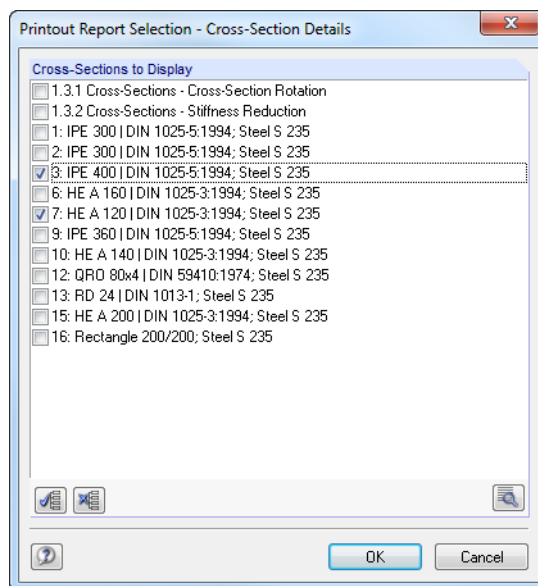 Printout Report Selection - Cross-Section Details
Cross-Sections to Display
1.3.1 Cross-Sections - Cross-Section Rotation
1.3.2 Cross-Sections - Stiffness Reduction
1: IPE 300 | DIN 1025-5:1994; Steel S 235
2: IPE 300 | DIN 1025-5:1994; Steel S 235
3: IPE 400 | DIN 1025-5:1994; Steel S 235
6: HE A 160 | DIN 1025-3:1994; Steel S 235
7: HE A 120 | DIN 1025-3:1994; Steel S 235
9: IPE 360 | DIN 1025-5:1994; Steel S 235
10: HE A 140 | DIN 1025-3:1994; Steel S 235
12: QRO 80x4 | DIN 59410:1974; Steel S 235
13: RD 24 | DIN 1013-1; Steel S 235
15: HE A 200 | DIN 1025-3:1994; Steel S 235
16: Rectangle 200/200; Steel S 235
OK Cancel